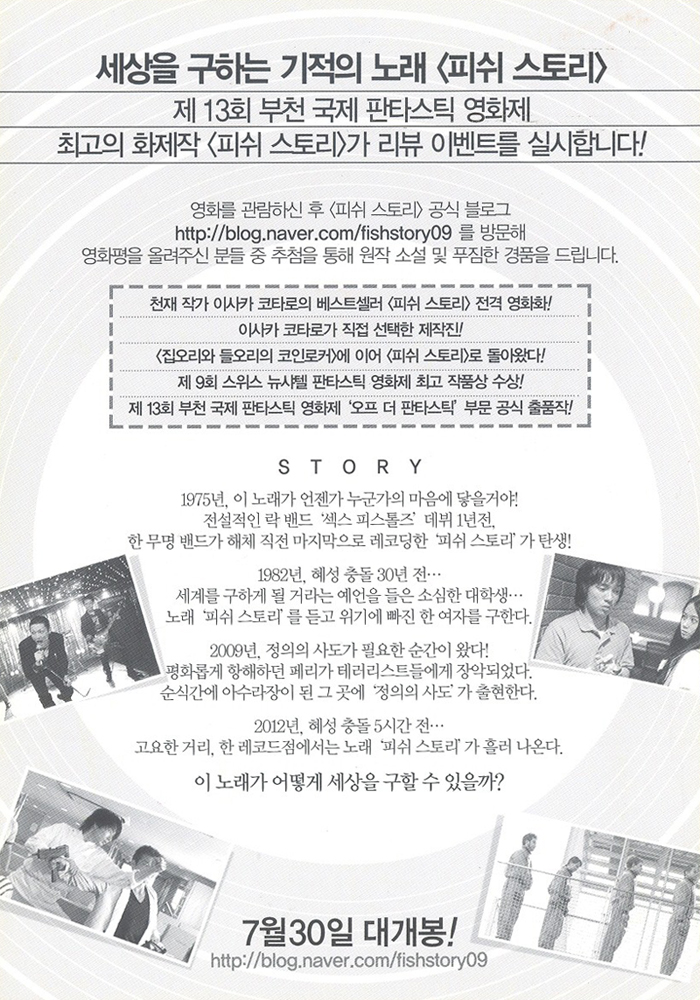 세상을 구하는 기적의 노래 〈피쉬 스토리〉
제 13회 부천 국제 판타스틱 영화제
최고의 화제작 〈피쉬 스토리〉가 리뷰 이벤트를 실시합니다!
영화를 관람하신 후 〈피쉬 스토리〉 공식 블로그
http://blog.naver.com/fishstory09 를 방문해
영화평을 올려주신 분들 중 추첨을 통해 원작 소설 및 푸짐한 경품을 드립니다.
천재 작가 이사카 코타로의 베스트셀러 〈피쉬 스토리〉 전격 영화화!
이사카 코타로가 직접 선택한 제작진!
〈집오리와 들오리의 코인로커〉에 이어 〈피쉬 스토리〉로 돌아왔다!
제 9회 스위스 뉴샤텔 판타스틱 영화제 최고 작품상 수상!
제 13회 부천 국제 판타스틱 영화제 ‘오프 더 판타스틱’ 부문 공식 출품작!
STORY
1975년, 이 노래가 언젠가 누군가의 마음에 닿을거야!
전설적인 락 밴드 ‘섹스 피스톨즈’ 데뷔 1년전,
한 무명 밴드가 해체 직전 마지막으로 레코딩한 ‘피쉬 스토리’가 탄생!
1982년, 혜성 충돌 30년 전…
세계를 구하게 될 거라는 예언을 들은 소심한 대학생…
노래 ‘피쉬 스토리’를 듣고 위기에 빠진 한 여자를 구한다.
2009년, 정의의 사도가 필요한 순간이 왔다!
평화롭게 항해하던 페리가 테러리스트들에게 장악되었다.
순식간에 아수라장이 된 그 곳에 ‘정의의 사도’가 출현한다.
2012년, 혜성 충돌 5시간 전…
고요한 거리, 한 레코드점에서는 노래 ‘피쉬 스토리’가 흘러 나온다.
이 노래가 어떻게 세상을 구할 수 있을까?
7월30일 대개봉!
http://blog.naver.com/fishstory09